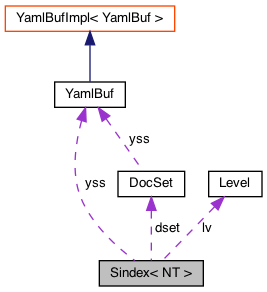 YamlBufImpl< YamlBuf >
YamlBuf
yss
DocSet
Level
yss
dset
lv
Sindex< NT >